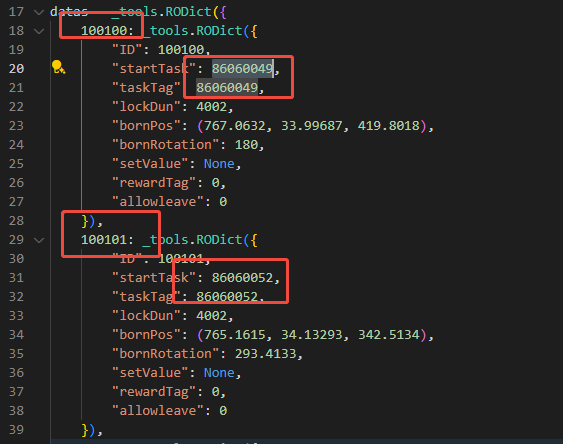 17 datas = _tools.RODict({
18 100100: _tools.RODict({
19 "ID": 100100,
20 "startTask": 86060049,
21 "taskTag": 86060049,
22 "lockDun": 4002,
23 "bornPos": (767.0632, 33.99687, 419.8018),
24 "bornRotation": 180,
25 "setValue": None,
26 "rewardTag": 0,
27 "allowleave": 0
28 }),
29 100101: _tools.RODict({
30 "ID": 100101,
31 "startTask": 86060052,
32 "taskTag": 86060052,
33 "lockDun": 4002,
34 "bornPos": (765.1615, 34.13293, 342.5134),
35 "bornRotation": 293.4133,
36 "setValue": None,
37 "rewardTag": 0,
38 "allowleave": 0
39 }),